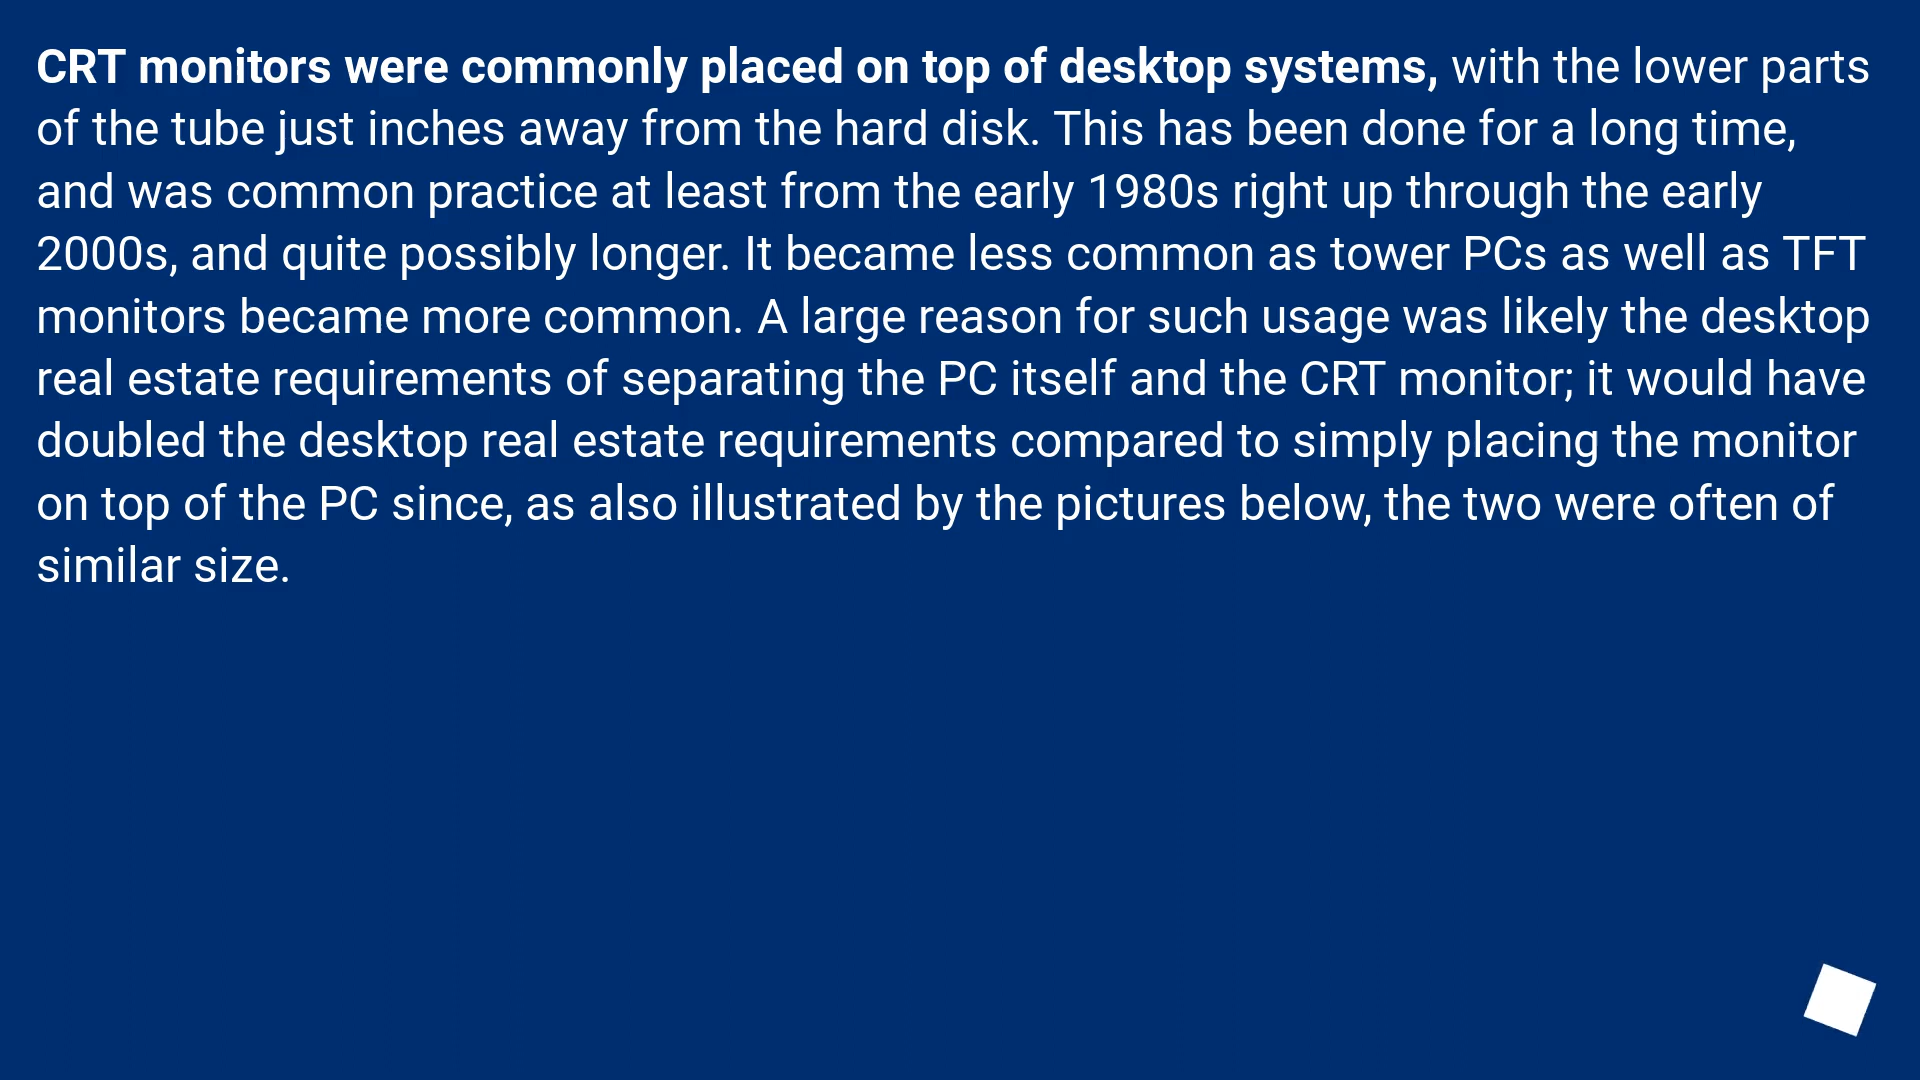 CRT monitors were commonly placed on top of desktop systems, with the lower parts
of the tube just inches away from the hard disk. This has been done for a long time,
and was common practice at least from the early 1980s right up through the early
2000s, and quite possibly longer. It became less common as tower PCs as well as TFT
monitors became more common. A large reason for such usage was likely the desktop
real estate requirements of separating the PC itself and the CRT monitor; it would have
doubled the desktop real estate requirements compared to simply placing the monitor
on top of the PC since, as also illustrated by the pictures below, the two were often of
similar size.